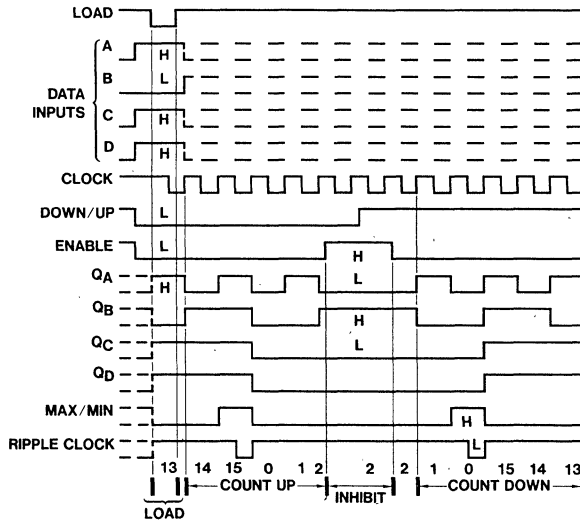 LOAD
A H
B L
DATA INPUTS
C H
D H
CLOCK
DOWN/UP L
ENABLE L H
QA H L
QB H
QC L
QD
MAX/MIN H
RIPPLE CLOCK L
13 14 15 0 1 2 2 2 1 0 15 14 13
COUNT UP INHIBIT COUNT DOWN
LOAD